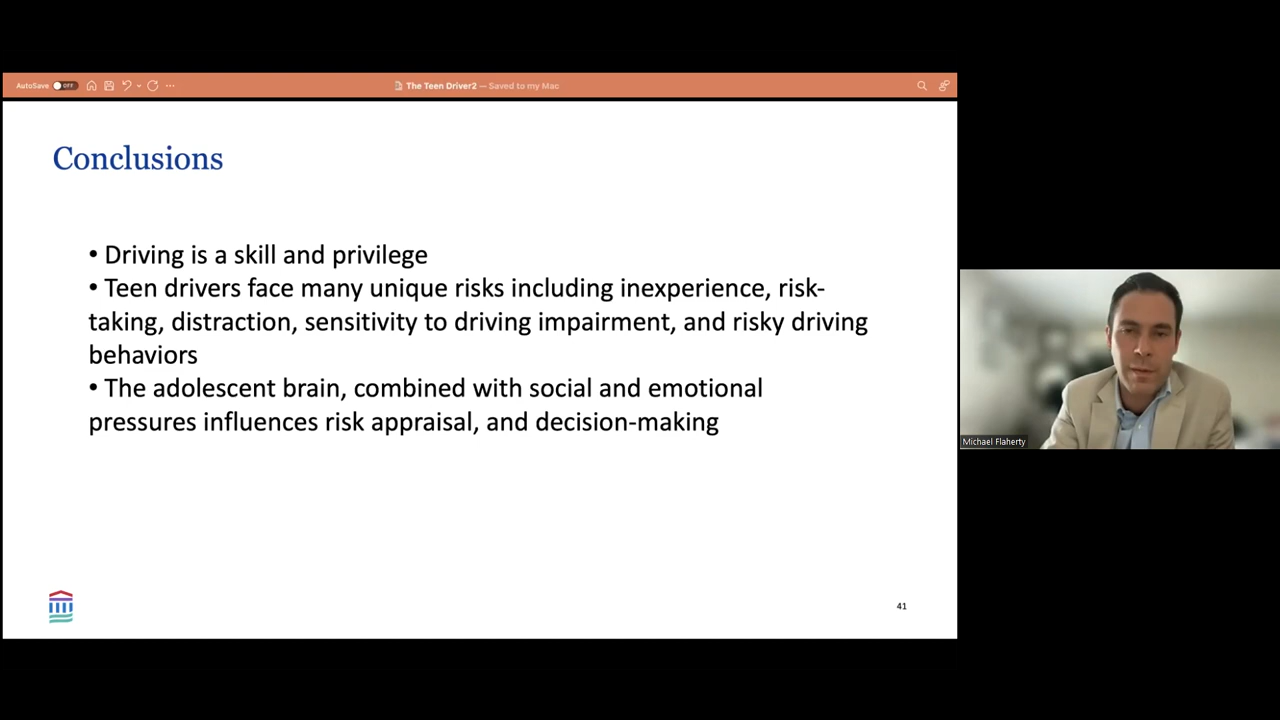 AutoSave OFF
The Teen Driver2 — Saved to my Mac
Conclusions
• Driving is a skill and privilege
• Teen drivers face many unique risks including inexperience, risk-
taking, distraction, sensitivity to driving impairment, and risky driving
behaviors
• The adolescent brain, combined with social and emotional
pressures influences risk appraisal, and decision-making
41
Michael Flaherty